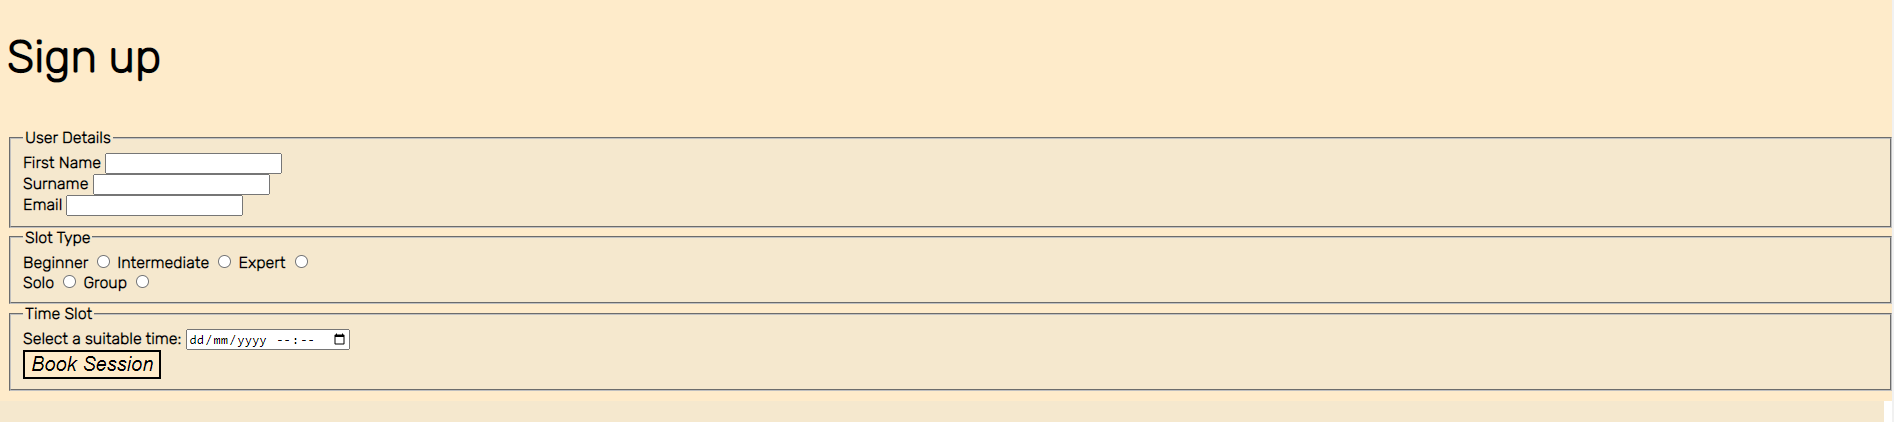 Sign up
User Details
First Name
Surname
Email
Slot Type
Beginner Intermediate Expert
Solo Group
Time Slot
Select a suitable time: dd/mm/yyyy --:--
Book Session